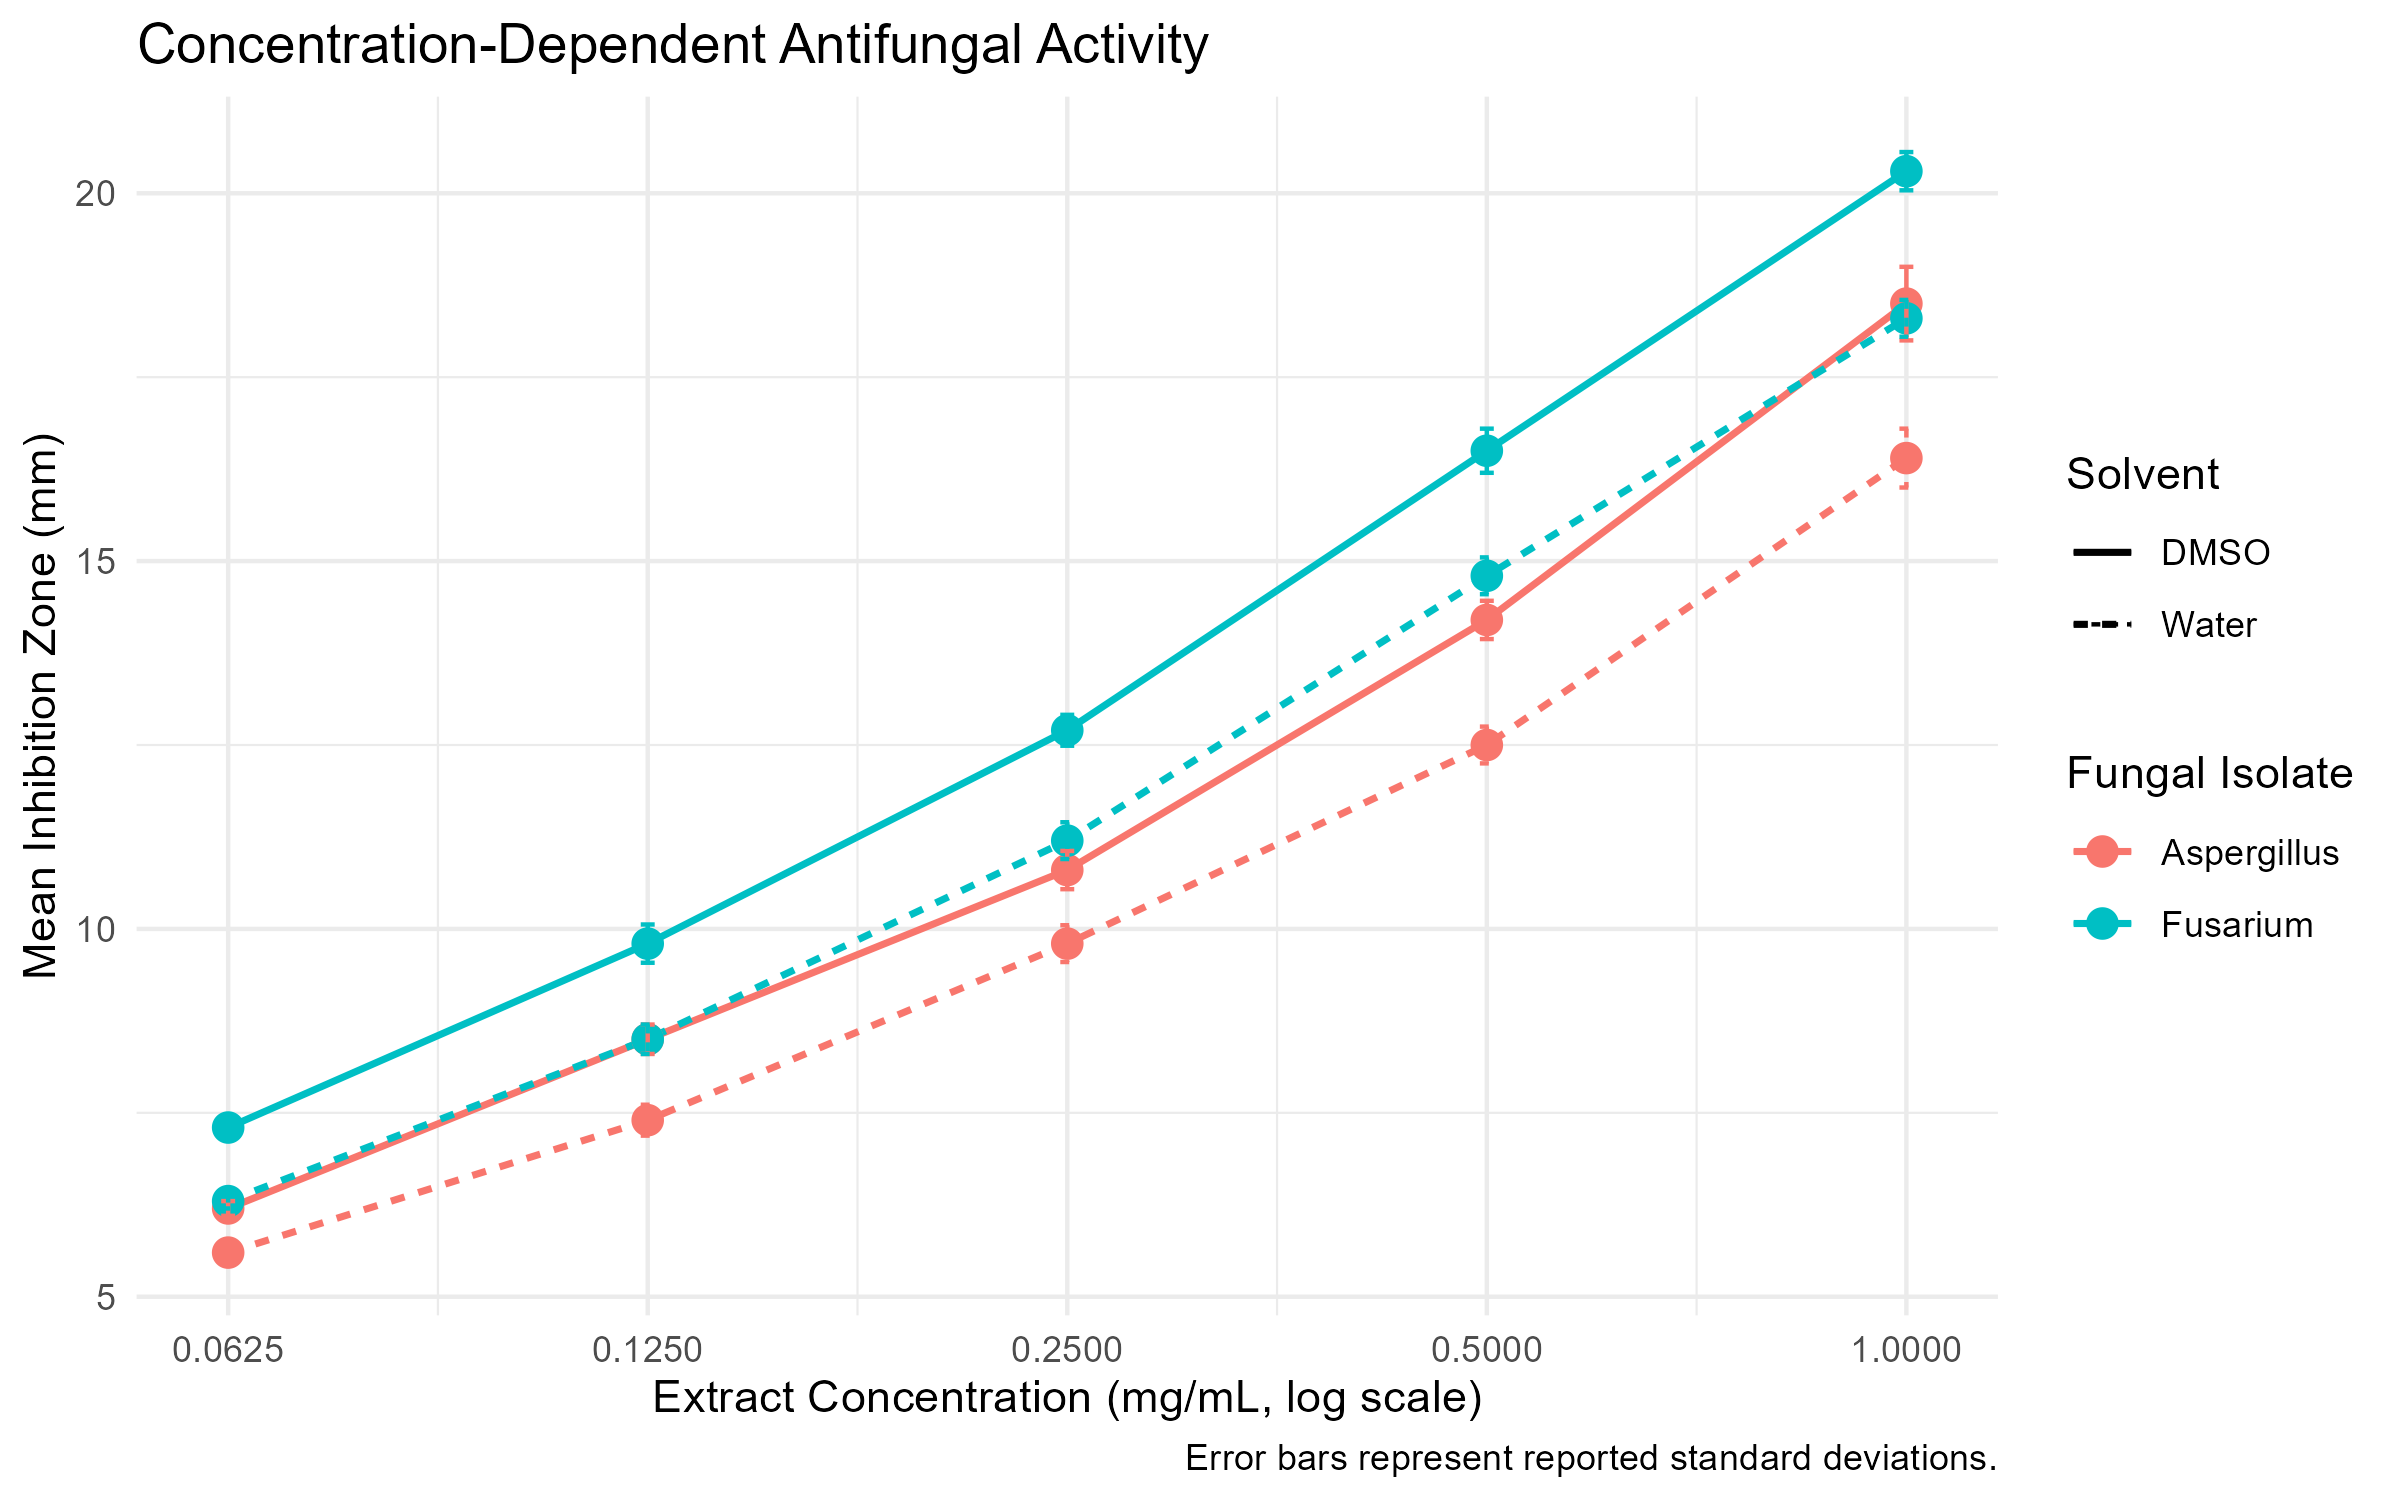 Concentration-Dependent Antifungal Activity
Mean Inhibition Zone (mm)
20
15
10
5
0.0625
0.1250
0.2500
0.5000
1.0000
Extract Concentration (mg/mL, log scale)
Error bars represent reported standard deviations.
Solvent
DMSO
Water
Fungal Isolate
Aspergillus
Fusarium